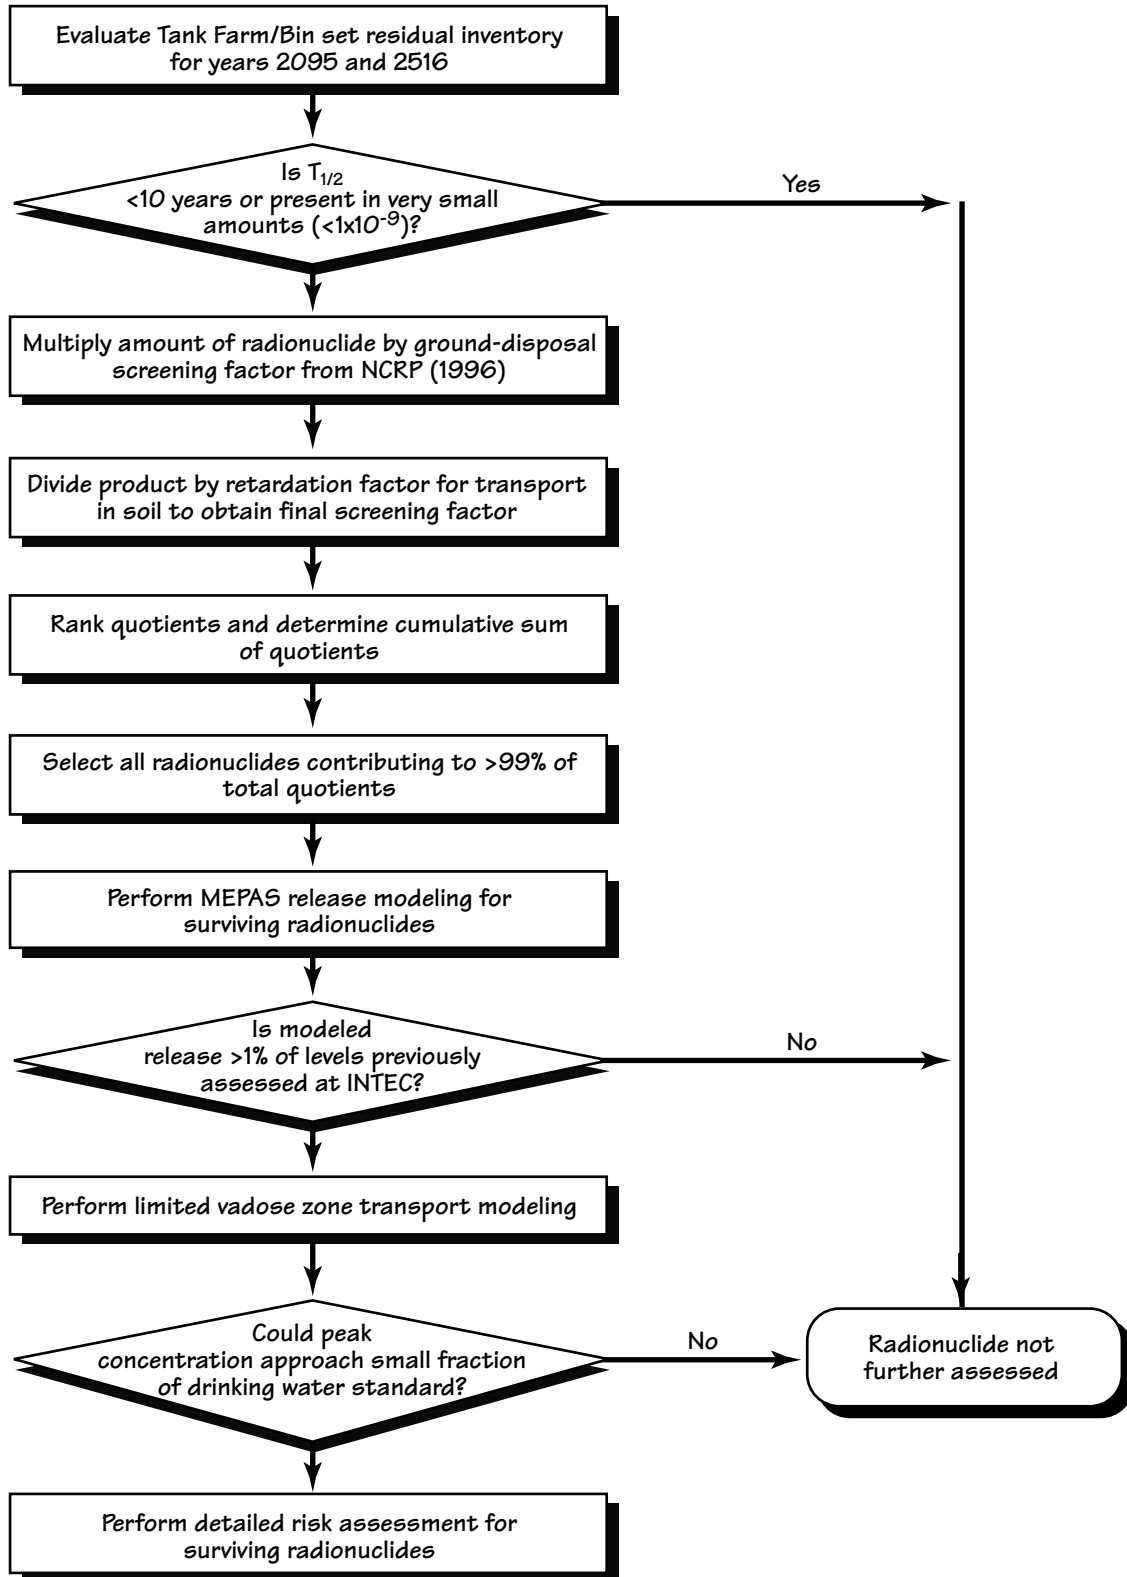 Evaluate Tank Farm/Bin set residual inventory
for years 2095 and 2516
Is T1/2
<10 years or present in very small
amounts (<1x10-9)?
Yes
Multiply amount of radionuclide by ground-disposal
screening factor from NCRP (1996)
Divide product by retardation factor for transport
in soil to obtain final screening factor
Rank quotients and determine cumulative sum
of quotients
Select all radionuclides contributing to >99% of
total quotients
Perform MEPAS release modeling for
surviving radionuclides
Is modeled
release >1% of levels previously
assessed at INTEC?
No
Perform limited vadose zone transport modeling
Could peak
concentration approach small fraction
of drinking water standard?
No
Radionuclide not
further assessed
Perform detailed risk assessment for
surviving radionuclides